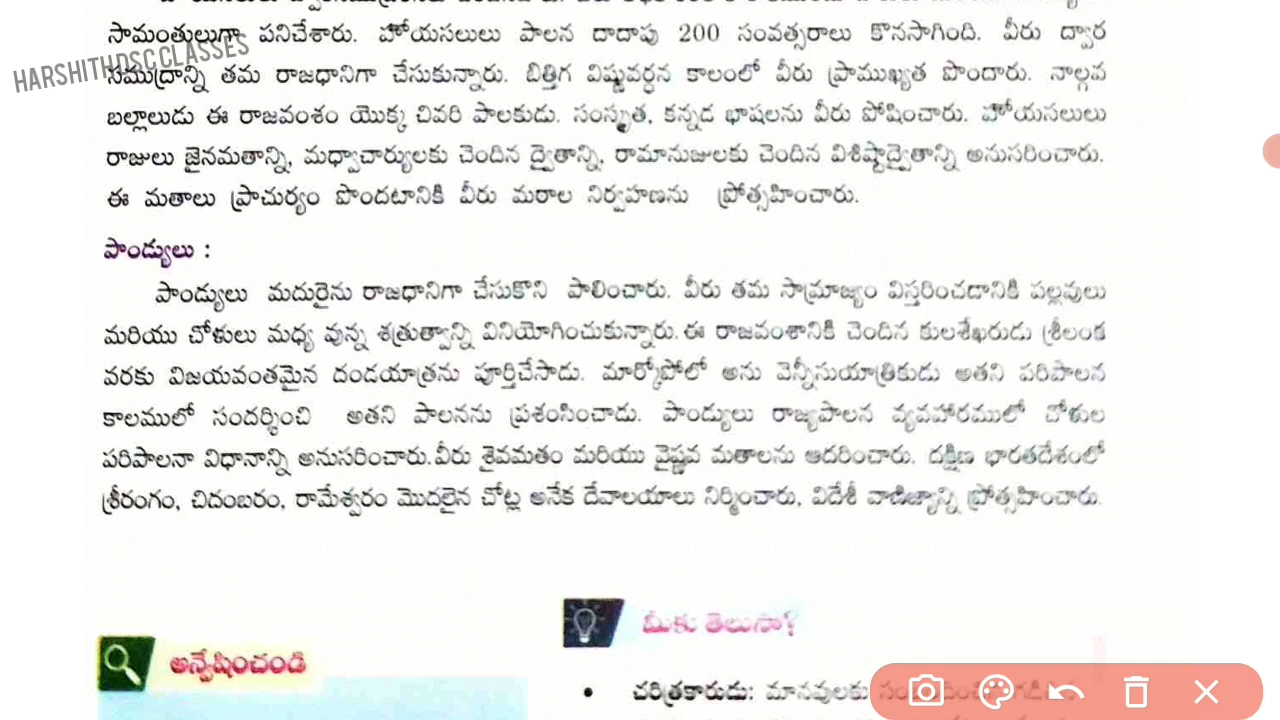 సామంతులుగా పనిచేశారు. హోయసలులు పాలన దాదాపు 200 సంవత్సరాలు కొనసాగింది. వీరు ద్వార
HARSHITH DSC CLASSES
సముద్రాన్ని తమ రాజధానిగా చేసుకున్నారు. బిత్తిగ విష్ణువర్ధన కాలంలో వీరు ప్రాముఖ్యత పొందారు. నాల్గవ
బల్లాలుడు ఈ రాజవంశం యొక్క చివరి పాలకుడు. సంస్కృత, కన్నడ భాషలను వీరు పోషించారు. హోయసలులు
రాజులు జైనమతాన్ని, మధ్వాచార్యులకు చెందిన ద్వైతాన్ని, రామానుజులకు చెందిన విశిష్టాద్వైతాన్ని అనుసరించారు.
ఈ మతాలు ప్రాచుర్యం పొందటానికి వీరు మఠాల నిర్వహణను ప్రోత్సహించారు.
పాండ్యులు :
పాండ్యులు మదురైను రాజధానిగా చేసుకొని పాలించారు. వీరు తమ సామ్రాజ్యం విస్తరించడానికి పల్లవులు
మరియు చోళులు మధ్య వున్న శత్రుత్వాన్ని వినియోగించుకున్నారు. ఈ రాజవంశానికి చెందిన కులశేఖరుడు శ్రీలంక
వరకు విజయవంతమైన దండయాత్రను పూర్తిచేసాడు. మార్కోపోలో అను వెన్నీసుయాత్రికుడు అతని పరిపాలన
కాలములో సందర్శించి అతని పాలనను ప్రశంసించాడు. పాండ్యులు రాజ్యపాలన వ్యవహారములో చోళుల
పరిపాలనా విధానాన్ని అనుసరించారు.వీరు శైవమతం మరియు వైష్ణవ మతాలను ఆదరించారు. దక్షిణ భారతదేశంలో
శ్రీరంగం, చిదంబరం, రామేశ్వరం మొదలైన చోట్ల అనేక దేవాలయాలు నిర్మించారు, విదేశీ వాణిజ్యాన్ని ప్రోత్సహించారు.
మీకు తెలుసా?
అన్వేషించండి
• చరిత్రకారుడు: మానవులకు